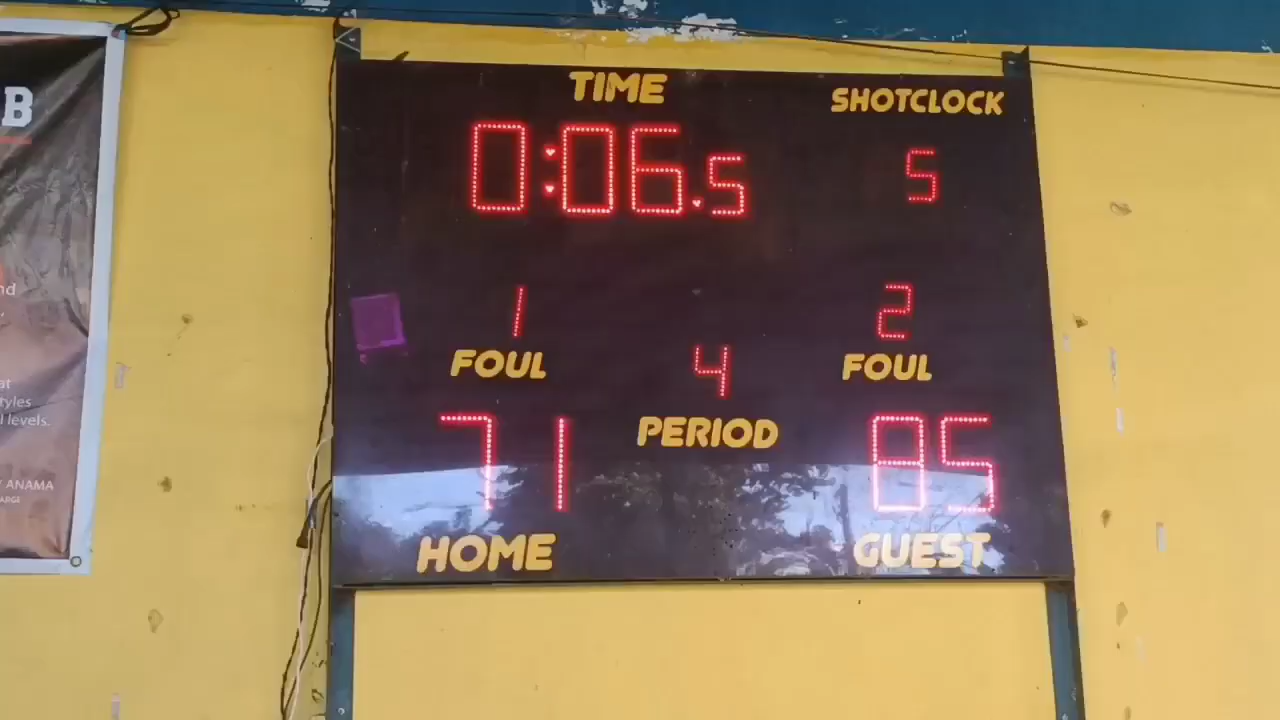 B
TIME
SHOTCLOCK
0:06.5
5
1
2
FOUL
4
FOUL
PERIOD
71
85
HOME
GUEST
nd
at
tyles
l levels.
Y ANAMA
ARGE